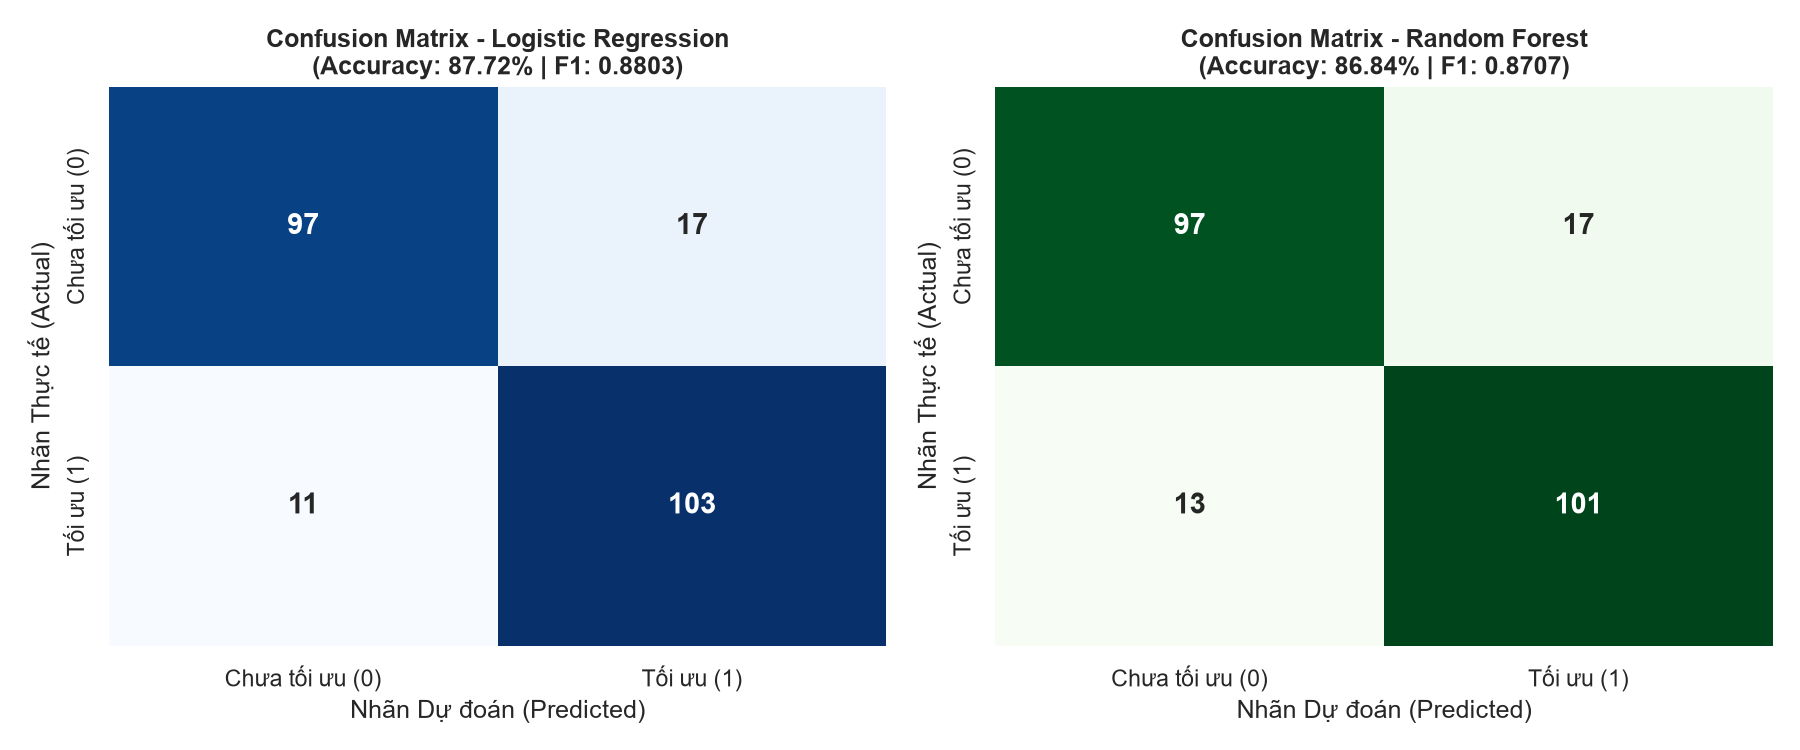 Confusion Matrix - Logistic Regression
(Accuracy: 87.72% | F1: 0.8803)
Nhãn Thực tế (Actual)
Chưa tối ưu (0)
Tối ưu (1)
97
17
11
103
Chưa tối ưu (0)
Tối ưu (1)
Nhãn Dự đoán (Predicted)
Confusion Matrix - Random Forest
(Accuracy: 86.84% | F1: 0.8707)
Nhãn Thực tế (Actual)
Chưa tối ưu (0)
Tối ưu (1)
97
17
13
101
Chưa tối ưu (0)
Tối ưu (1)
Nhãn Dự đoán (Predicted)